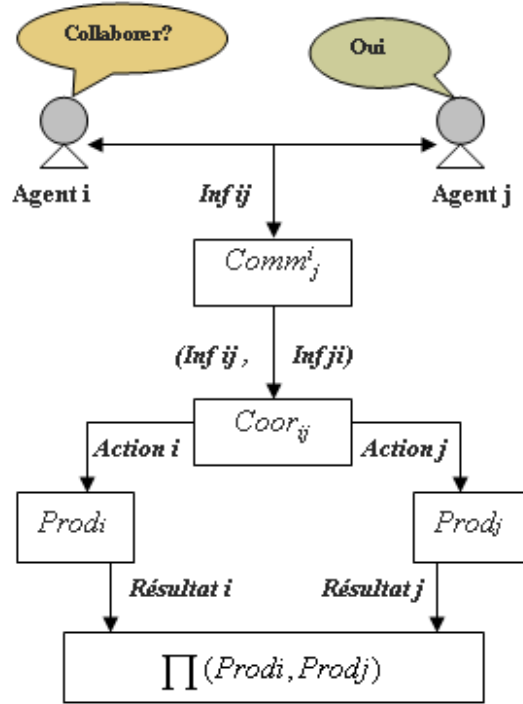 Collaborer?
Oui
Agent i
Agent j
Inf ij
Comm^i_j
(Inf ij , Inf ji)
Coor_ij
Action i
Action j
Prodi
Prodj
Résultat i
Résultat j
∏(Prodi,Prodj)